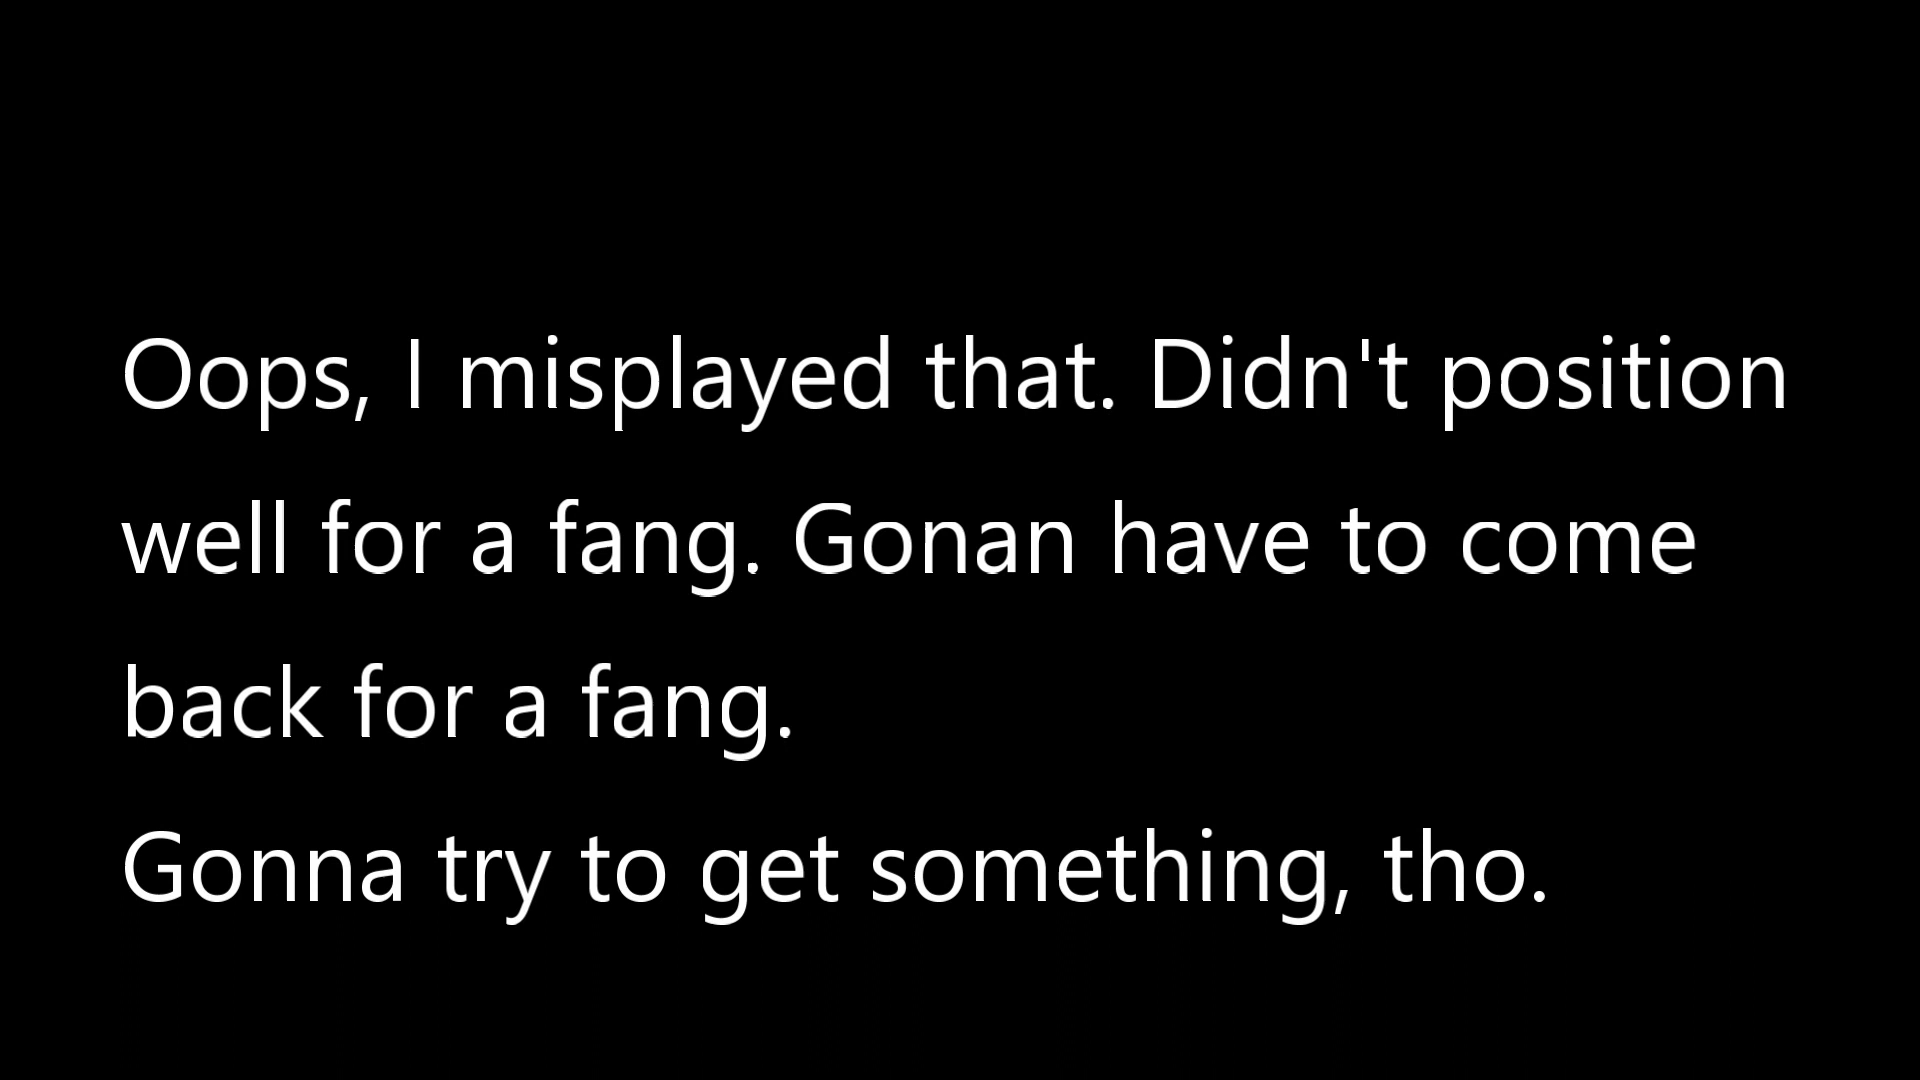 Oops, I misplayed that. Didn't position
well for a fang. Gonan have to come
back for a fang.
Gonna try to get something, tho.